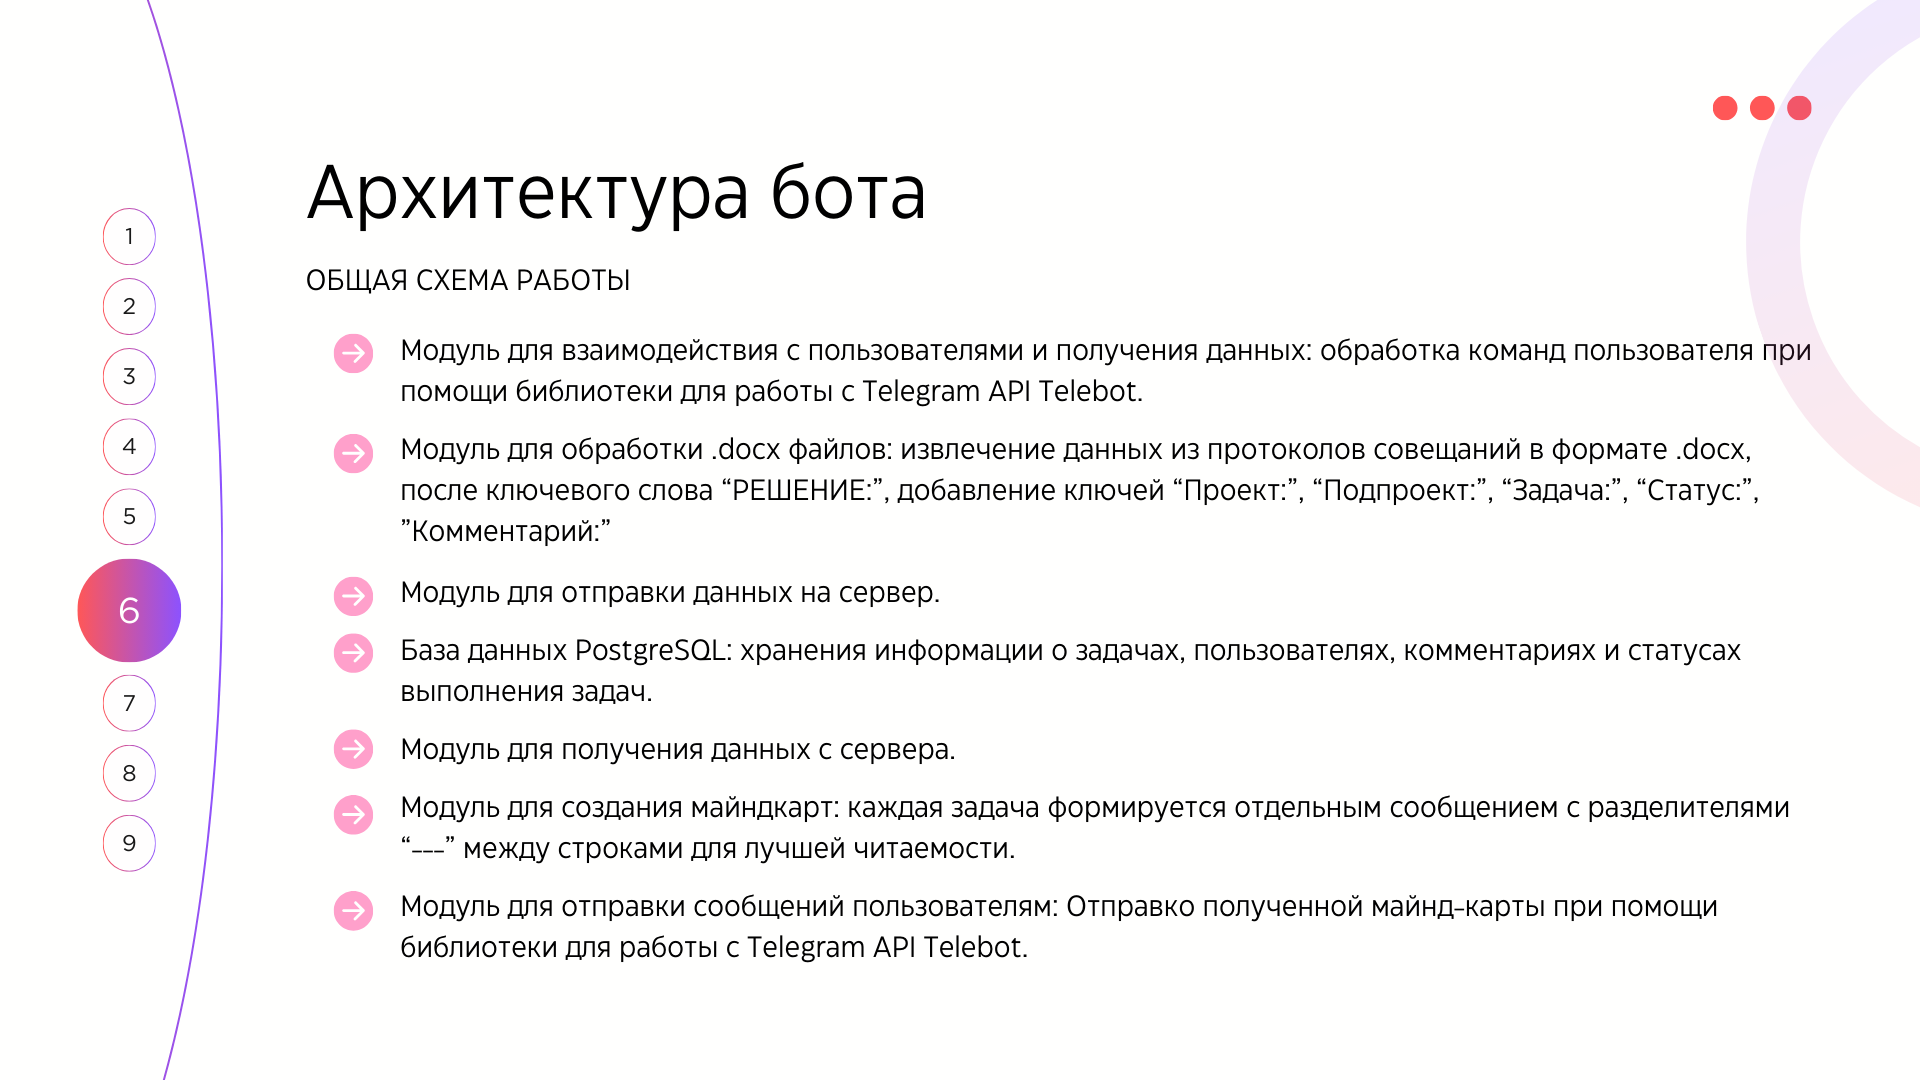 Архитектура бота
ОБЩАЯ СХЕМА РАБОТЫ
Модуль для взаимодействия с пользователями и получения данных: обработка команд пользователя при
помощи библиотеки для работы с Telegram API Telebot.
Модуль для обработки .docx файлов: извлечение данных из протоколов совещаний в формате .docx,
после ключевого слова “РЕШЕНИЕ:”, добавление ключей “Проект:”, “Подпроект:”, “Задача:”, “Статус:”,
”Комментарий:”
Модуль для отправки данных на сервер.
База данных PostgreSQL: хранения информации о задачах, пользователях, комментариях и статусах
выполнения задач.
Модуль для получения данных с сервера.
Модуль для создания майндкарт: каждая задача формируется отдельным сообщением с разделителями
“---” между строками для лучшей читаемости.
Модуль для отправки сообщений пользователям: Отправко полученной майнд-карты при помощи
библиотеки для работы с Telegram API Telebot.
1
2
3
4
5
6
7
8
9